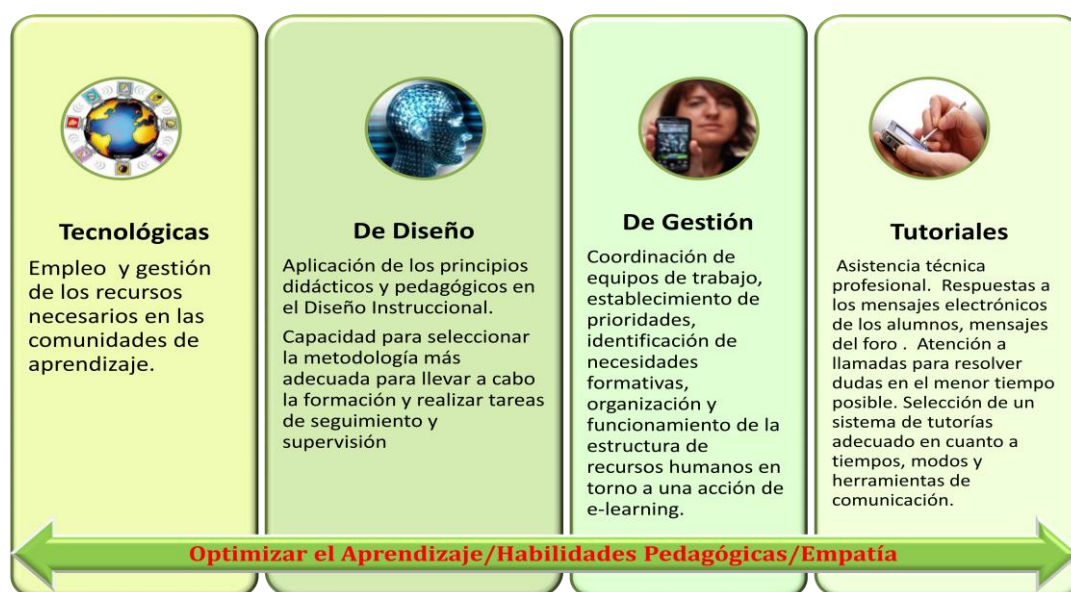 Tecnológicas
Empleo y gestión
de los recursos
necesarios en las
comunidades de
aprendizaje.
De Diseño
Aplicación de los principios
didácticos y pedagógicos en
el Diseño Instruccional.
Capacidad para seleccionar
la metodología más
adecuada para llevar a cabo
la formación y realizar tareas
de seguimiento y
supervisión
De Gestión
Coordinación de
equipos de trabajo,
establecimiento de
prioridades,
identificación de
necesidades
formativas,
organización y
funcionamiento de la
estructura de
recursos humanos en
torno a una acción de
e-learning.
Tutoriales
Asistencia técnica
profesional. Respuestas a
los mensajes electrónicos
de los alumnos, mensajes
del foro . Atención a
llamadas para resolver
dudas en el menor tiempo
posible. Selección de un
sistema de tutorías
adecuado en cuanto a
tiempos, modos y
herramientas de
comunicación.
Optimizar el Aprendizaje/Habilidades Pedagógicas/Empatía